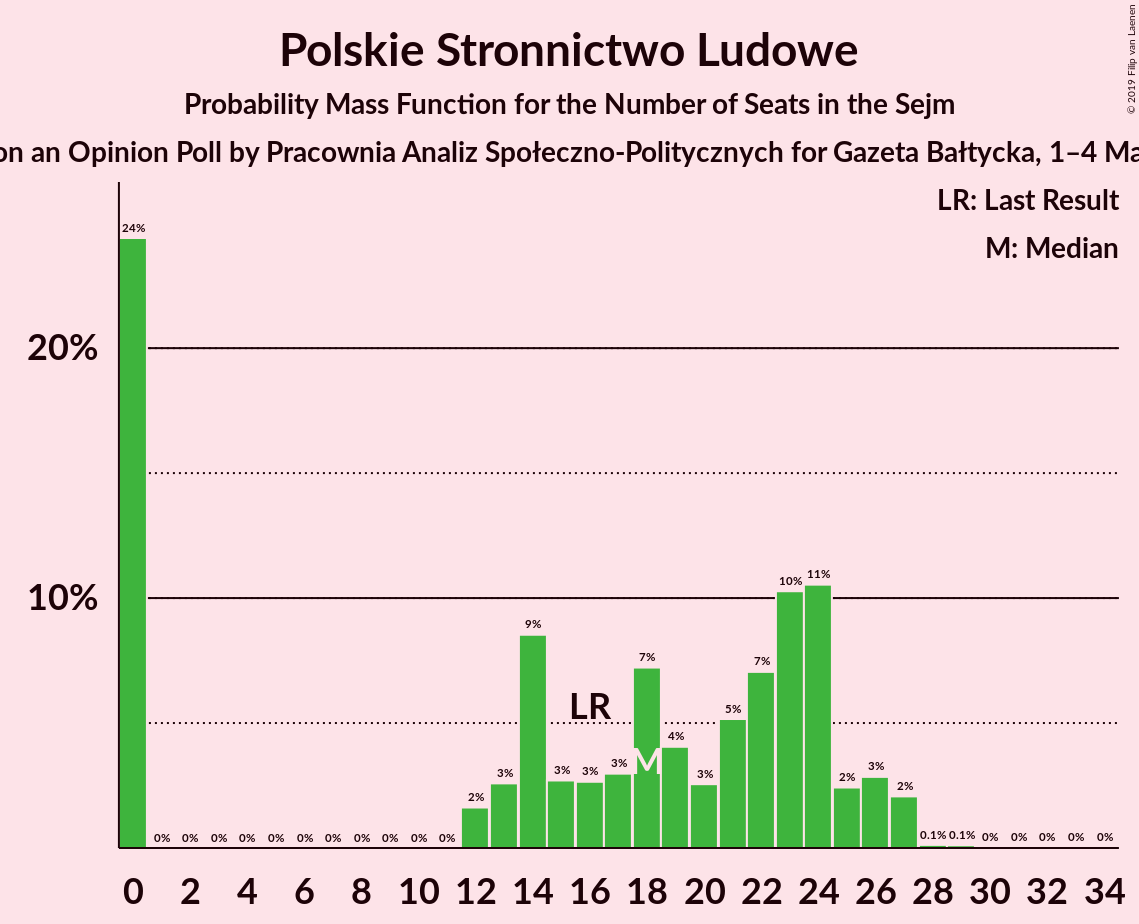 Polskie Stronnictwo Ludowe
Probability Mass Function for the Number of Seats in the Sejm
on an Opinion Poll by Pracownia Analiz Społeczno-Politycznych for Gazeta Bałtycka, 1–4 Ma
© 2019 Filip van Laenen
LR: Last Result
M: Median
20%
10%
24% 0% 0% 0% 0% 0% 0% 0% 0% 0% 0% 0% 2% 3% 9% 3% 3% 3% 7% 4% 3% 5% 7% 10% 11% 2% 3% 2% 0.1% 0.1% 0% 0% 0% 0% 0%
LR
M
0 2 4 6 8 10 12 14 16 18 20 22 24 26 28 30 32 34